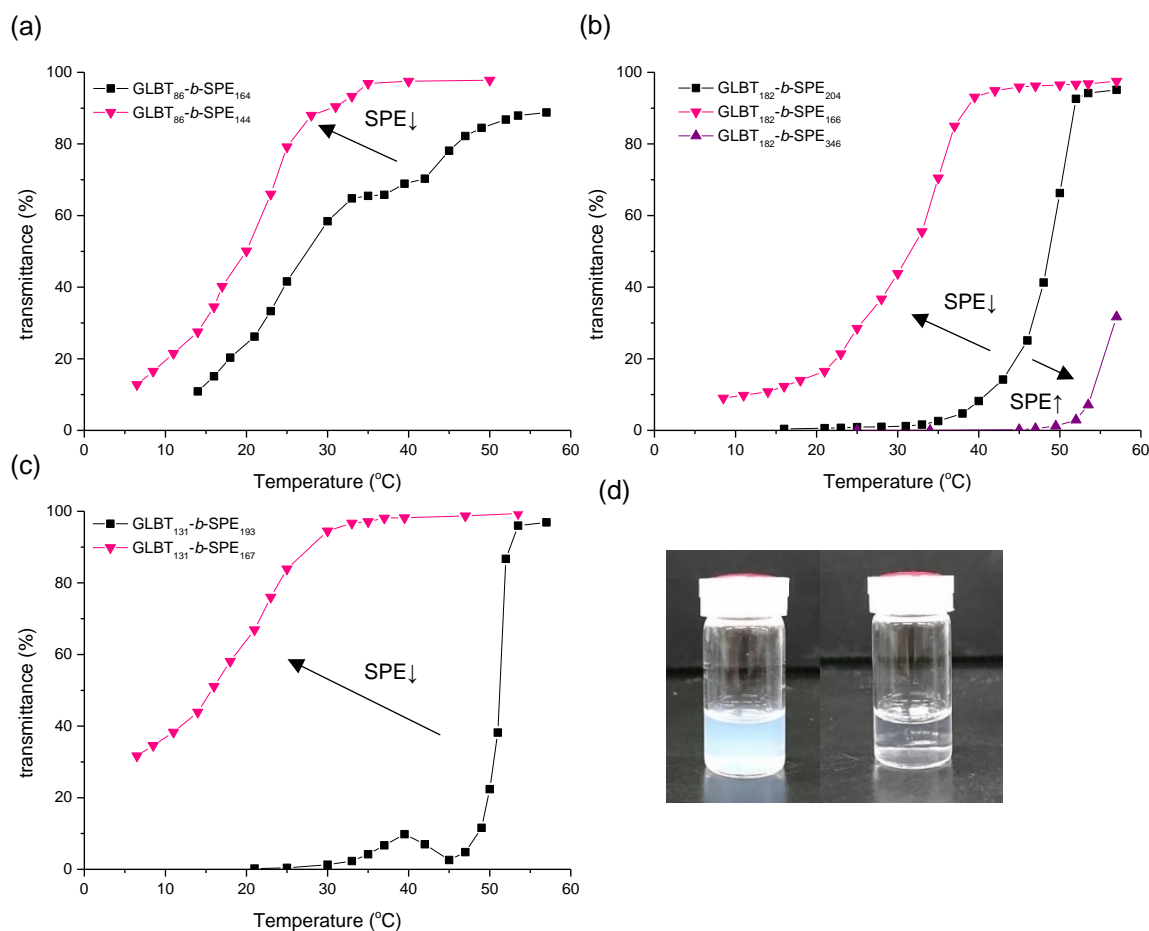 (a)
100
80
60
40
20
0
transmittance (%)
GLBT86-b-SPE164
GLBT86-b-SPE144
SPE↓
0 10 20 30 40 50 60
Temperature (oC)
(b)
100
80
60
40
20
0
transmittance (%)
GLBT182-b-SPE204
GLBT182-b-SPE166
GLBT182-b-SPE346
SPE↓
SPE↑
0 10 20 30 40 50 60
Temperature (oC)
(c)
100
80
60
40
20
0
transmittance (%)
GLBT131-b-SPE193
GLBT131-b-SPE167
SPE↓
0 10 20 30 40 50 60
Temperature (oC)
(d)